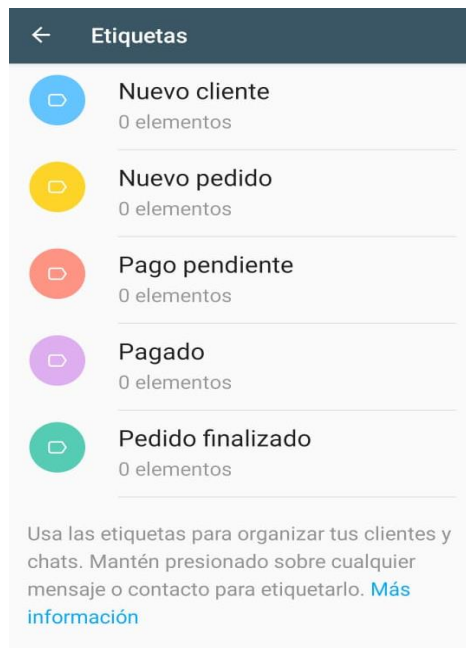 Etiquetas
Nuevo cliente
0 elementos
Nuevo pedido
0 elementos
Pago pendiente
0 elementos
Pagado
0 elementos
Pedido finalizado
0 elementos
Usa las etiquetas para organizar tus clientes y
chats. Mantén presionado sobre cualquier
mensaje o contacto para etiquetarlo. Más
información